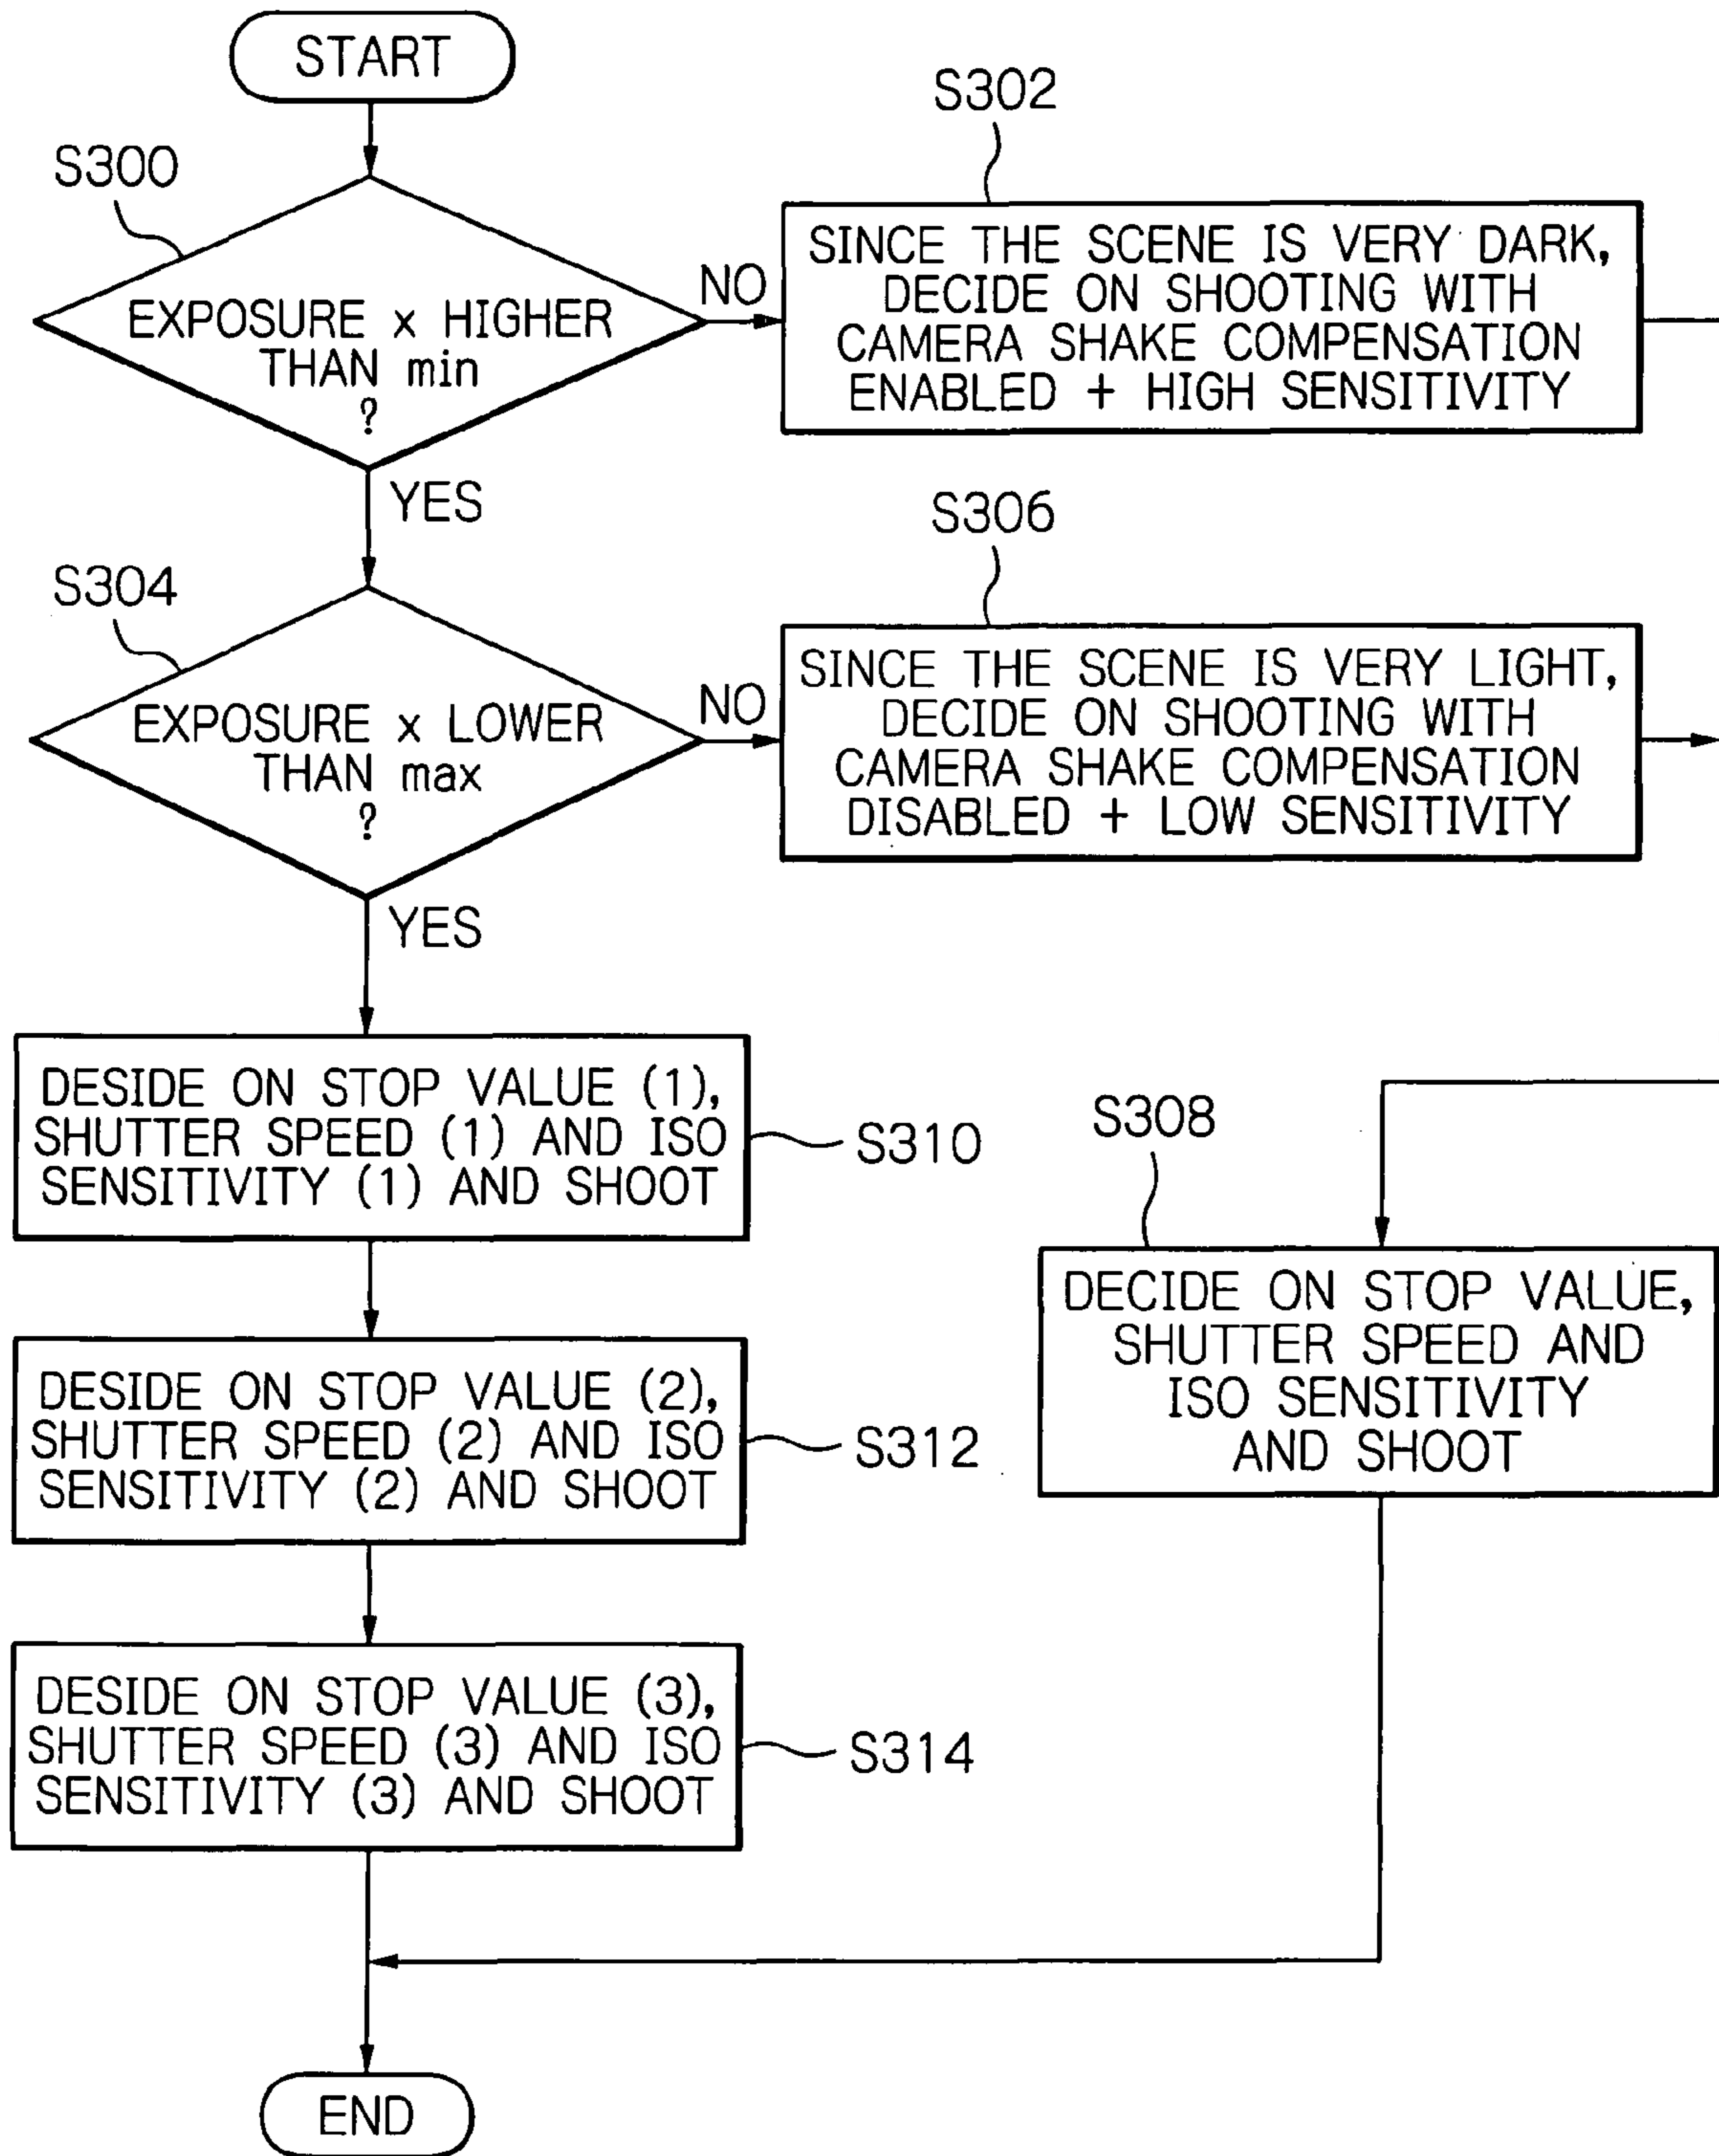 START
S300
EXPOSURE x HIGHER
THAN min
?
NO
S302
SINCE THE SCENE IS VERY DARK,
DECIDE ON SHOOTING WITH
CAMERA SHAKE COMPENSATION
ENABLED + HIGH SENSITIVITY
YES
S304
EXPOSURE x LOWER
THAN max
?
NO
S306
SINCE THE SCENE IS VERY LIGHT,
DECIDE ON SHOOTING WITH
CAMERA SHAKE COMPENSATION
DISABLED + LOW SENSITIVITY
YES
DESIDE ON STOP VALUE (1),
SHUTTER SPEED (1) AND ISO
SENSITIVITY (1) AND SHOOT
S310
S308
DECIDE ON STOP VALUE,
SHUTTER SPEED AND
ISO SENSITIVITY
AND SHOOT
DESIDE ON STOP VALUE (2),
SHUTTER SPEED (2) AND ISO
SENSITIVITY (2) AND SHOOT
S312
DESIDE ON STOP VALUE (3),
SHUTTER SPEED (3) AND ISO
SENSITIVITY (3) AND SHOOT
S314
END